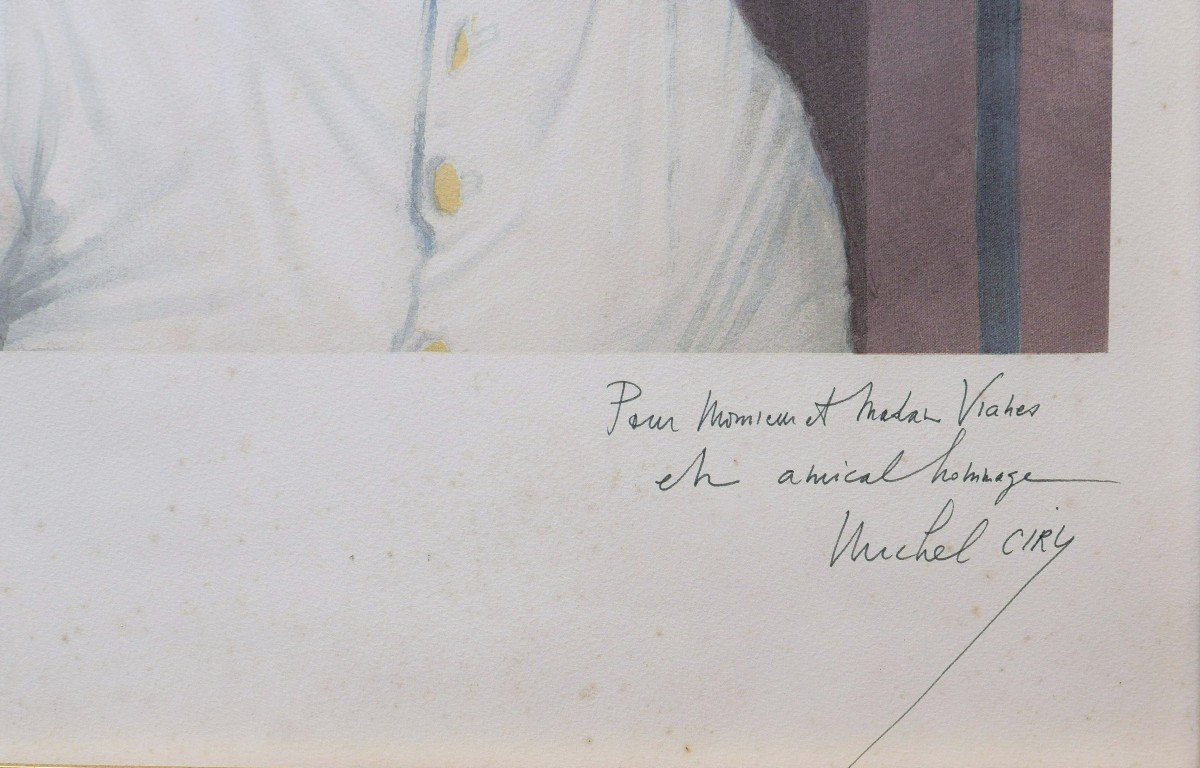 Pour Monsieur et Madame Viahes
en amical hommage
Michel CIRY